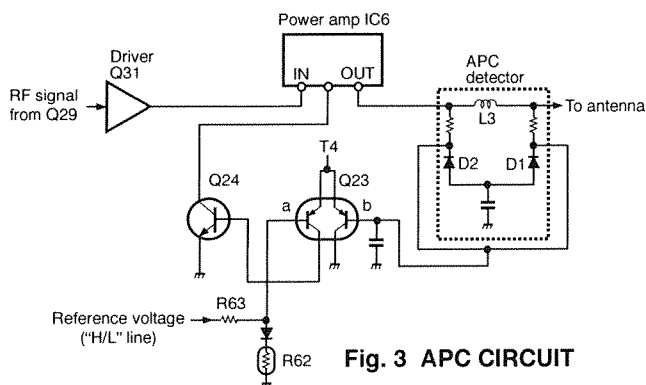 Power amp IC6
Driver
Q31
IN
OUT
APC
detector
RF signal
from Q29
L3
To antenna
T4
D2
D1
Q24
Q23
a
b
R63
Reference voltage
("H/L" line)
R62
Fig. 3 APC CIRCUIT